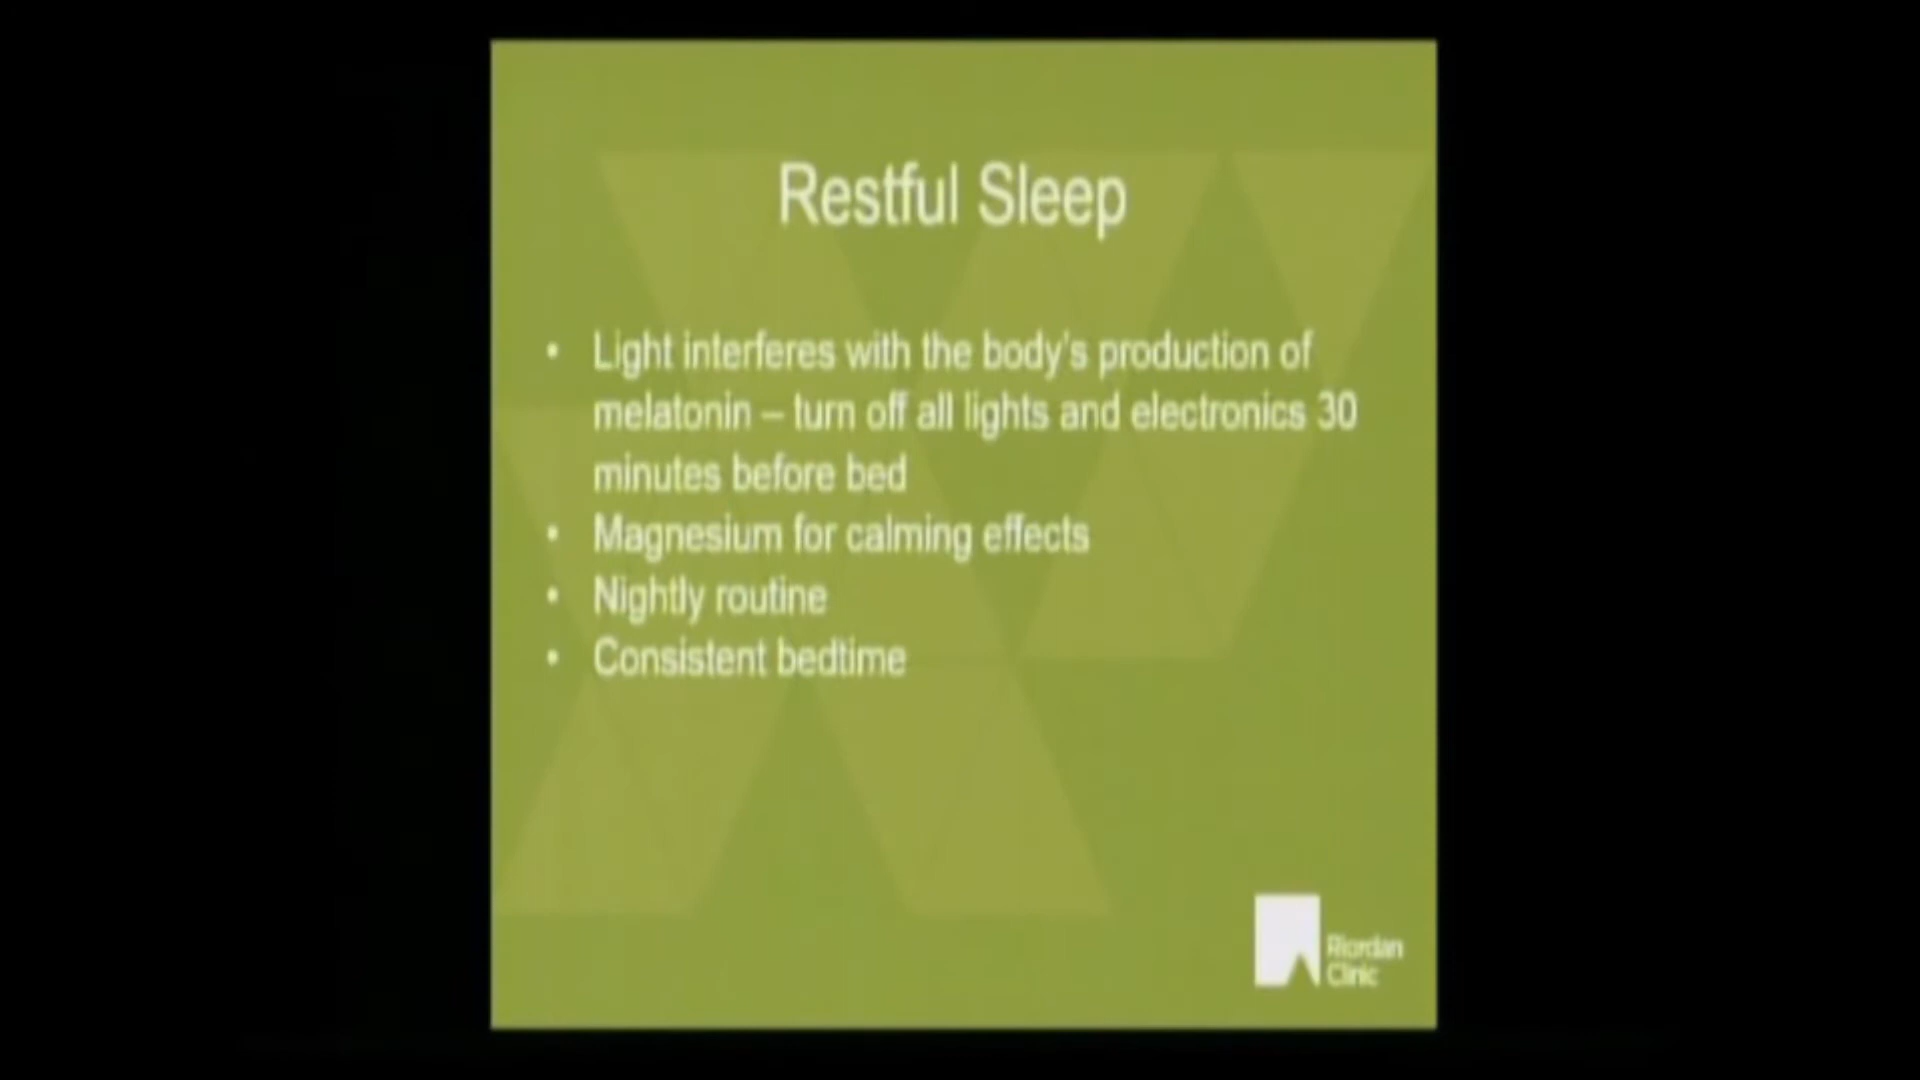 Restful Sleep
• Light interferes with the body's production of
melatonin – turn off all lights and electronics 30
minutes before bed
• Magnesium for calming effects
• Nightly routine
• Consistent bedtime
Riordan
Clinic